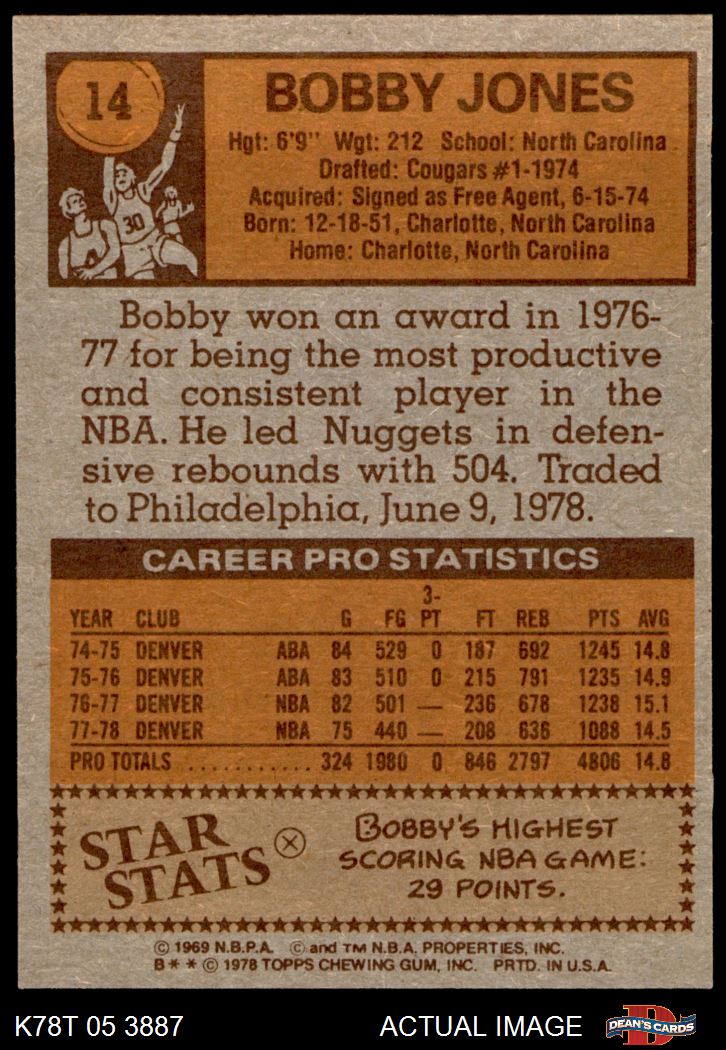 14
BOBBY JONES
Hgt: 6'9" Wgt: 212 School: North Carolina
Drafted: Cougars #1-1974
Acquired: Signed as Free Agent, 6-15-74
Born: 12-18-51, Charlotte, North Carolina
Home: Charlotte, North Carolina
30
Bobby won an award in 1976-
77 for being the most productive
and consistent player in the
NBA. He led Nuggets in defen-
sive rebounds with 504. Traded
to Philadelphia, June 9, 1978.
CAREER PRO STATISTICS
YEAR CLUB G FG 3-PT FT REB PTS AVG
74-75 DENVER ABA 84 529 0 187 692 1245 14.8
75-76 DENVER ABA 83 510 0 215 791 1235 14.9
76-77 DENVER NBA 82 501 — 236 678 1238 15.1
77-78 DENVER NBA 75 440 — 208 636 1088 14.5
PRO TOTALS ............ 324 1980 0 846 2797 4806 14.8
STAR STATS
BOBBY'S HIGHEST
SCORING NBA GAME:
29 POINTS.
© 1969 N.B.P.A. © and TM N.B.A. PROPERTIES, INC.
B * * © 1978 TOPPS CHEWING GUM, INC. PRTD. IN U.S.A.
K78T 05 3887 ACTUAL IMAGE DEAN'S CARDS